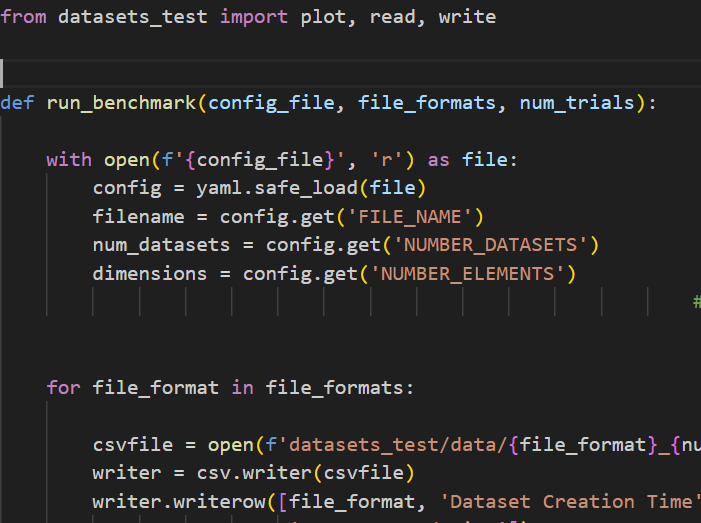 from datasets_test import plot, read, write
def run_benchmark(config_file, file_formats, num_trials):
with open(f'{config_file}', 'r') as file:
config = yaml.safe_load(file)
filename = config.get('FILE_NAME')
num_datasets = config.get('NUMBER_DATASETS')
dimensions = config.get('NUMBER_ELEMENTS')
#
for file_format in file_formats:
csvfile = open(f'datasets_test/data/{file_format}_{nu
writer = csv.writer(csvfile)
writer.writerow([file_format, 'Dataset Creation Time'